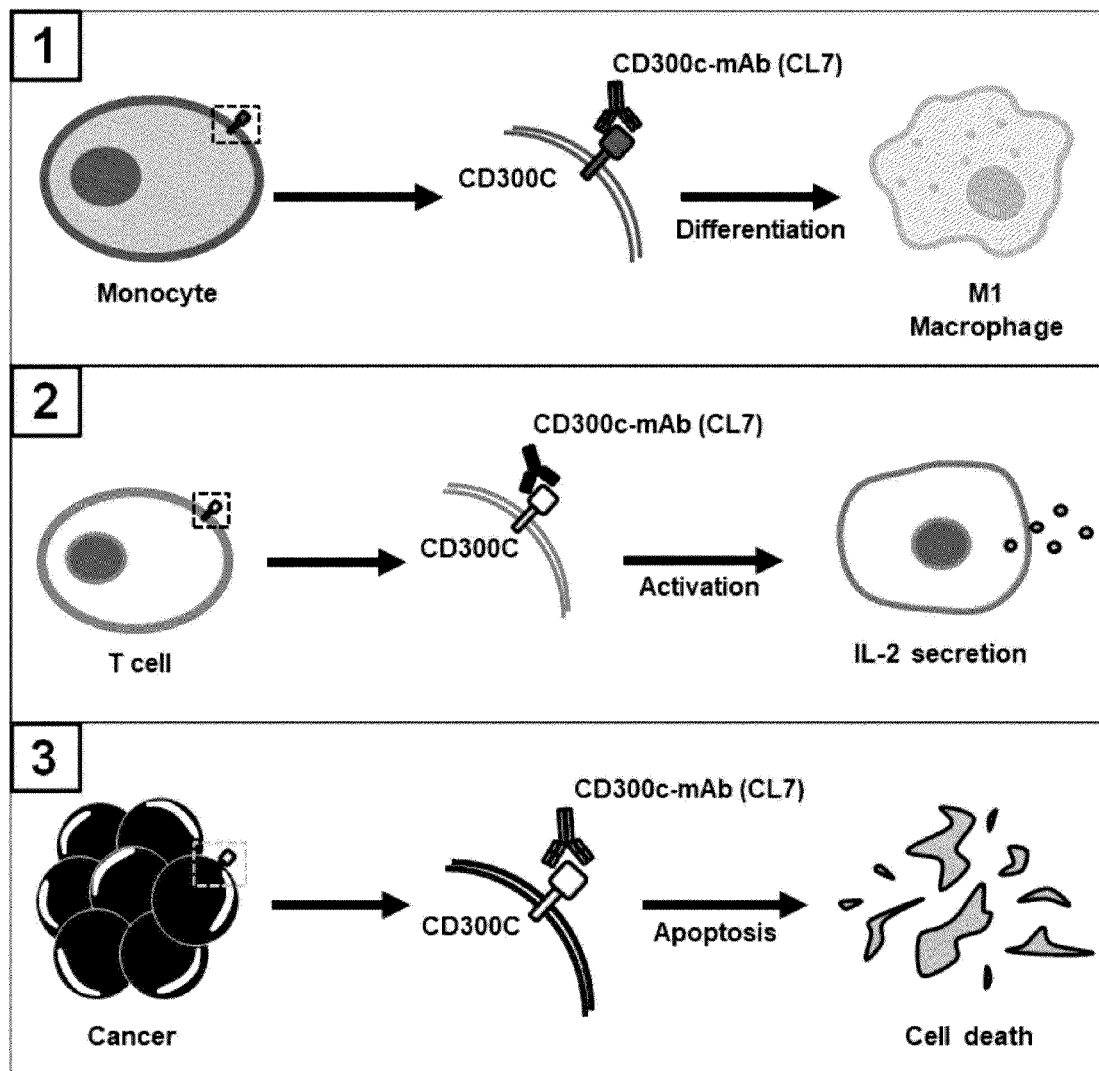 1
CD300c-mAb (CL7)
CD300C
Differentiation
Monocyte
M1
Macrophage
2
CD300c-mAb (CL7)
CD300C
Activation
T cell
IL-2 secretion
3
CD300c-mAb (CL7)
CD300C
Apoptosis
Cancer
Cell death